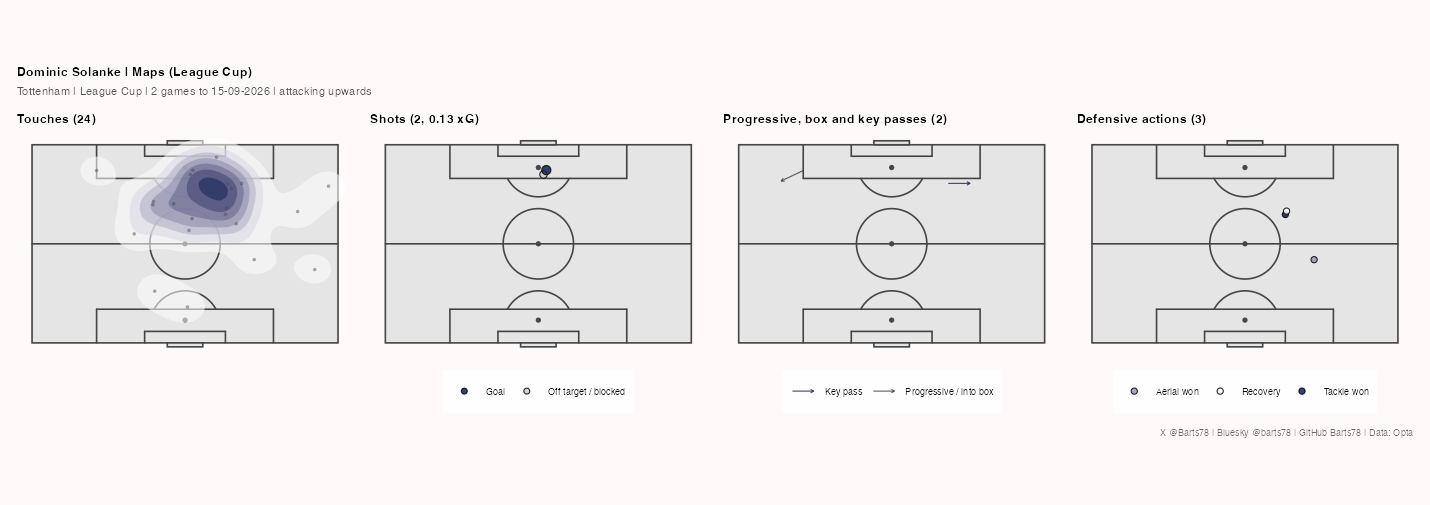 Dominic Solanke | Maps (League Cup)
Tottenham | League Cup | 2 games to 15-09-2026 | attacking upwards
Touches (24)
Shots (2, 0.13 xG)
Progressive, box and key passes (2)
Defensive actions (3)
Goal
Off target / blocked
Key pass
Progressive / into box
Aerial won
Recovery
Tackle won
X @Barts78 | Bluesky @barts78 | GitHub Barts78 | Data: Opta